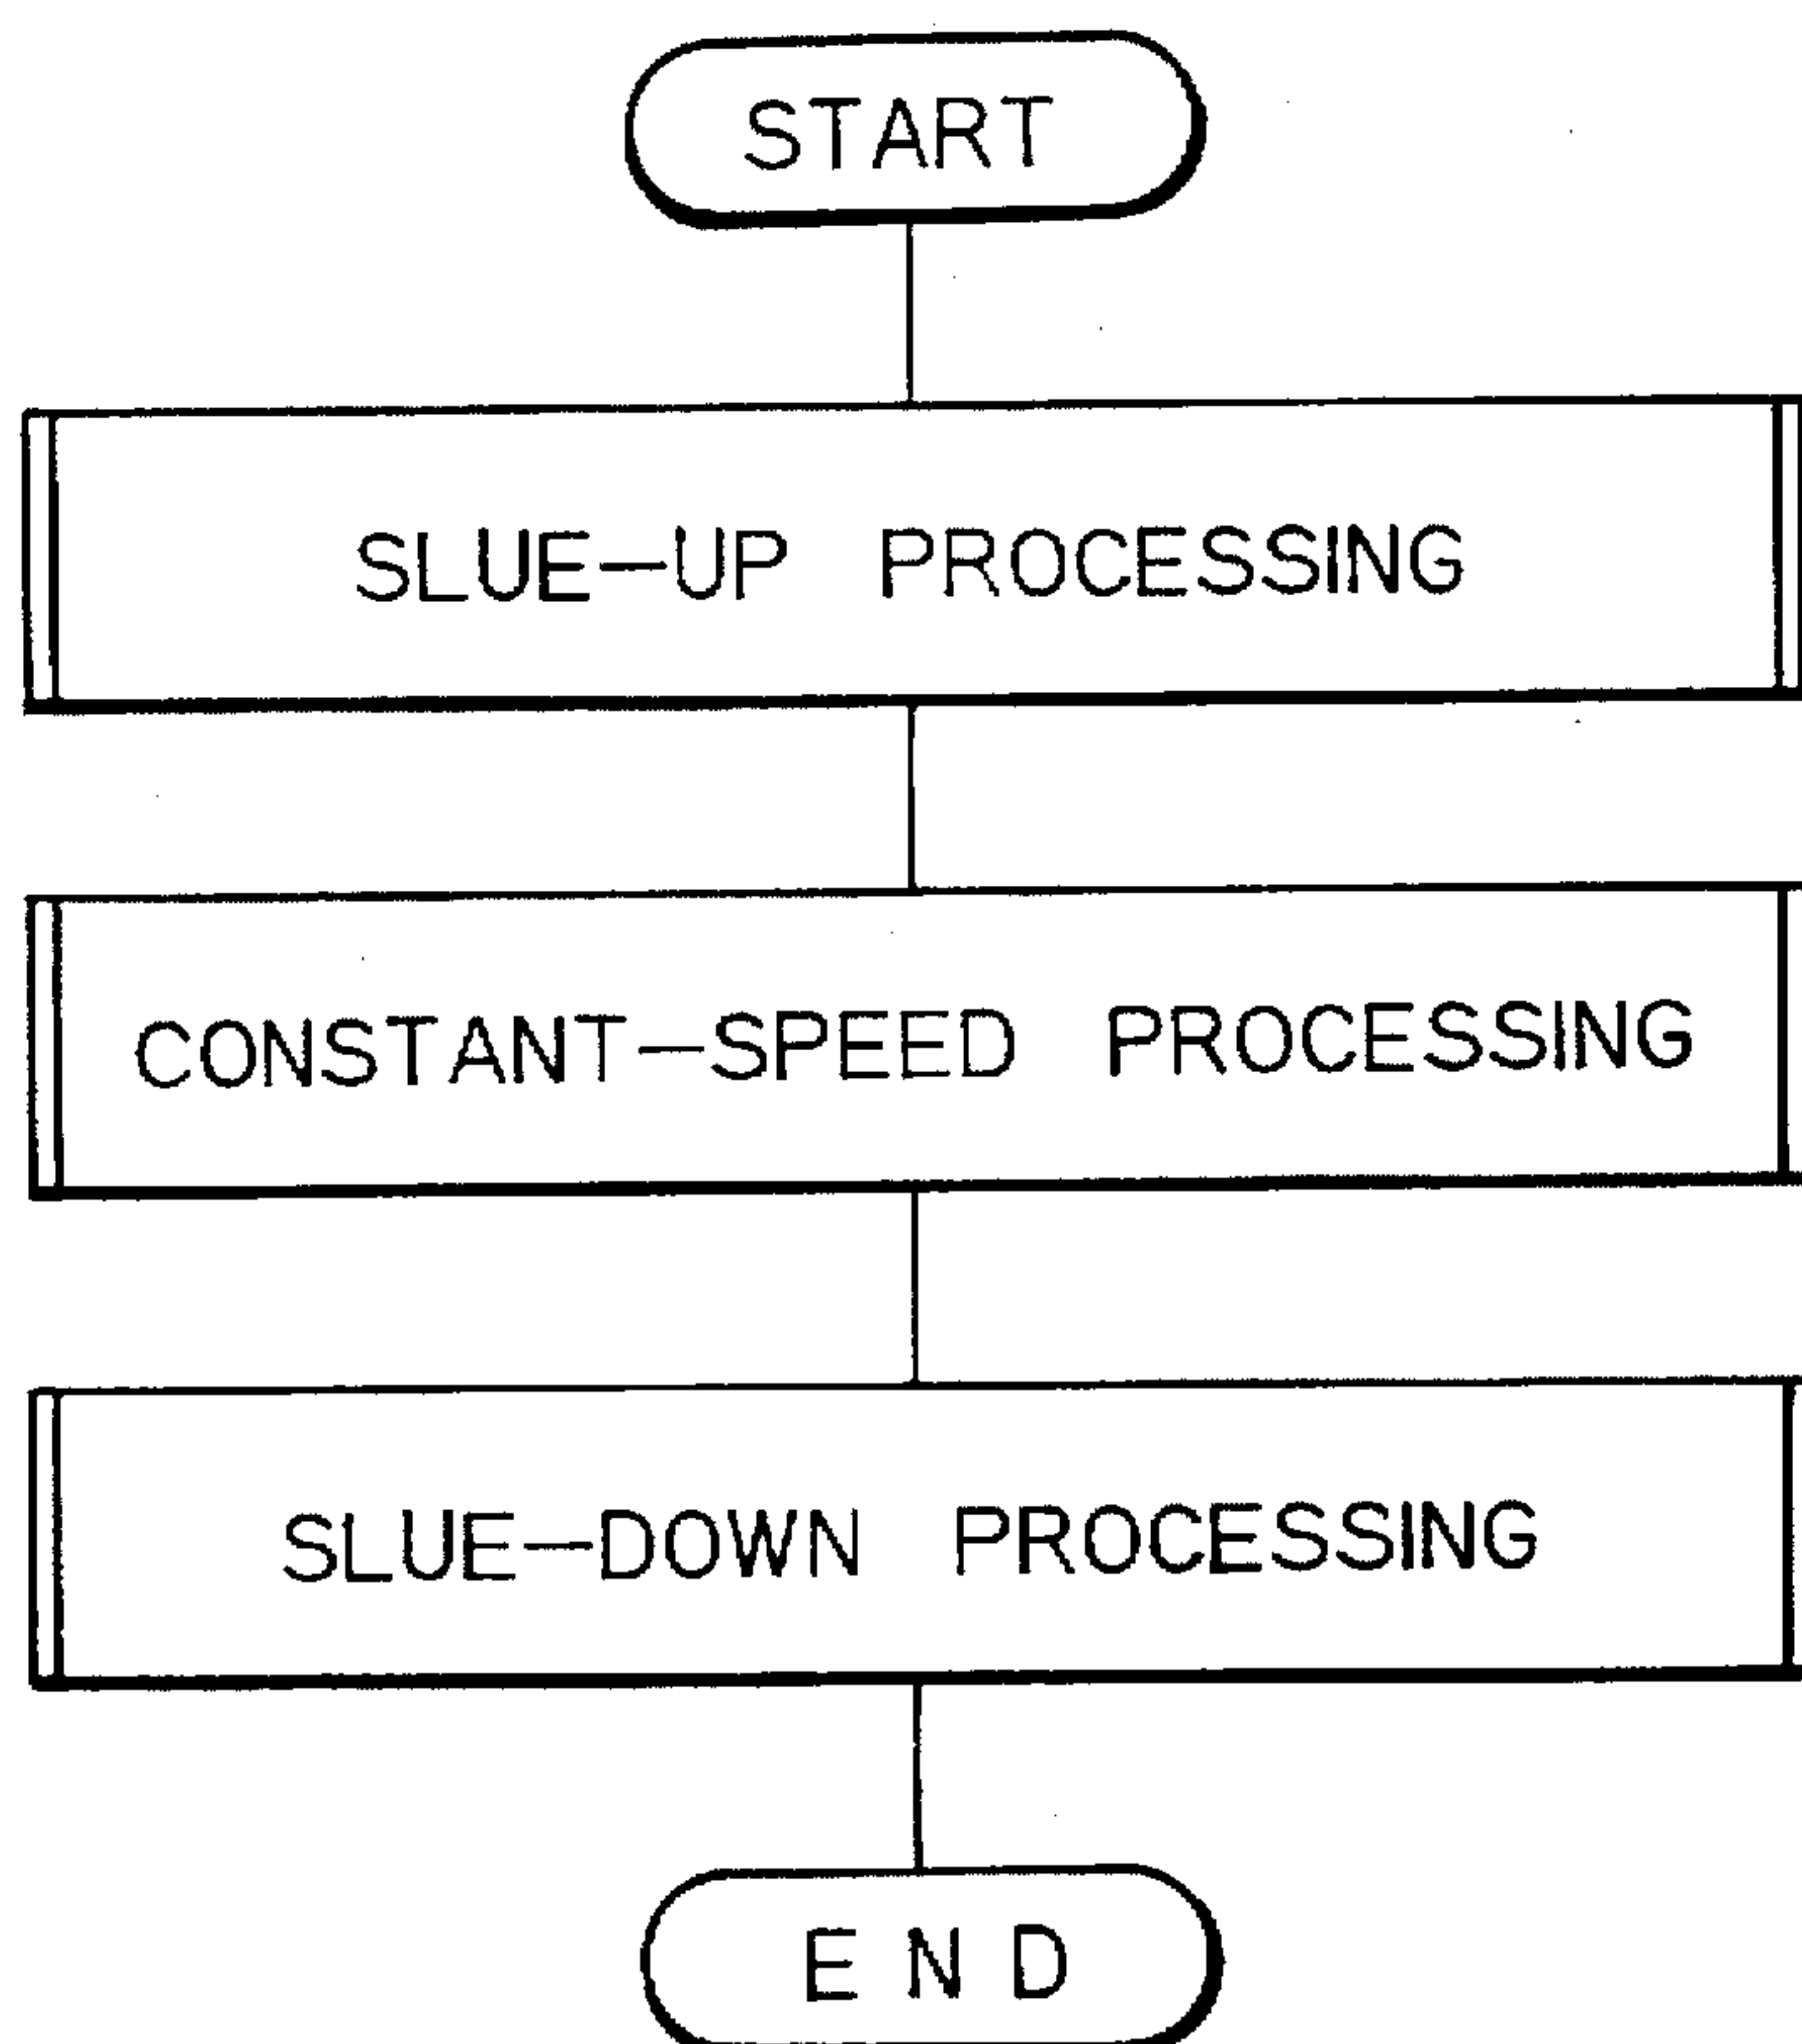 START
SLUE-UP PROCESSING
CONSTANT-SPEED PROCESSING
SLUE-DOWN PROCESSING
END